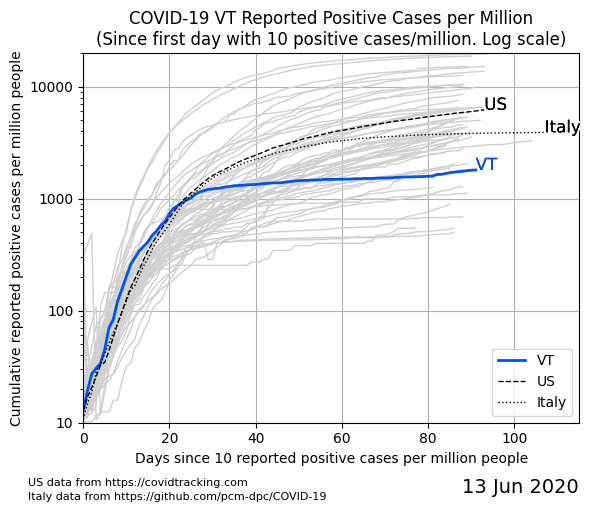 COVID-19 VT Reported Positive Cases per Million
(Since first day with 10 positive cases/million. Log scale)
Cumulative reported positive cases per million people
10000
1000
100
10
US
Italy
VT
VT
US
Italy
0 20 40 60 80 100
Days since 10 reported positive cases per million people
US data from https://covidtracking.com
Italy data from https://github.com/pcm-dpc/COVID-19
13 Jun 2020